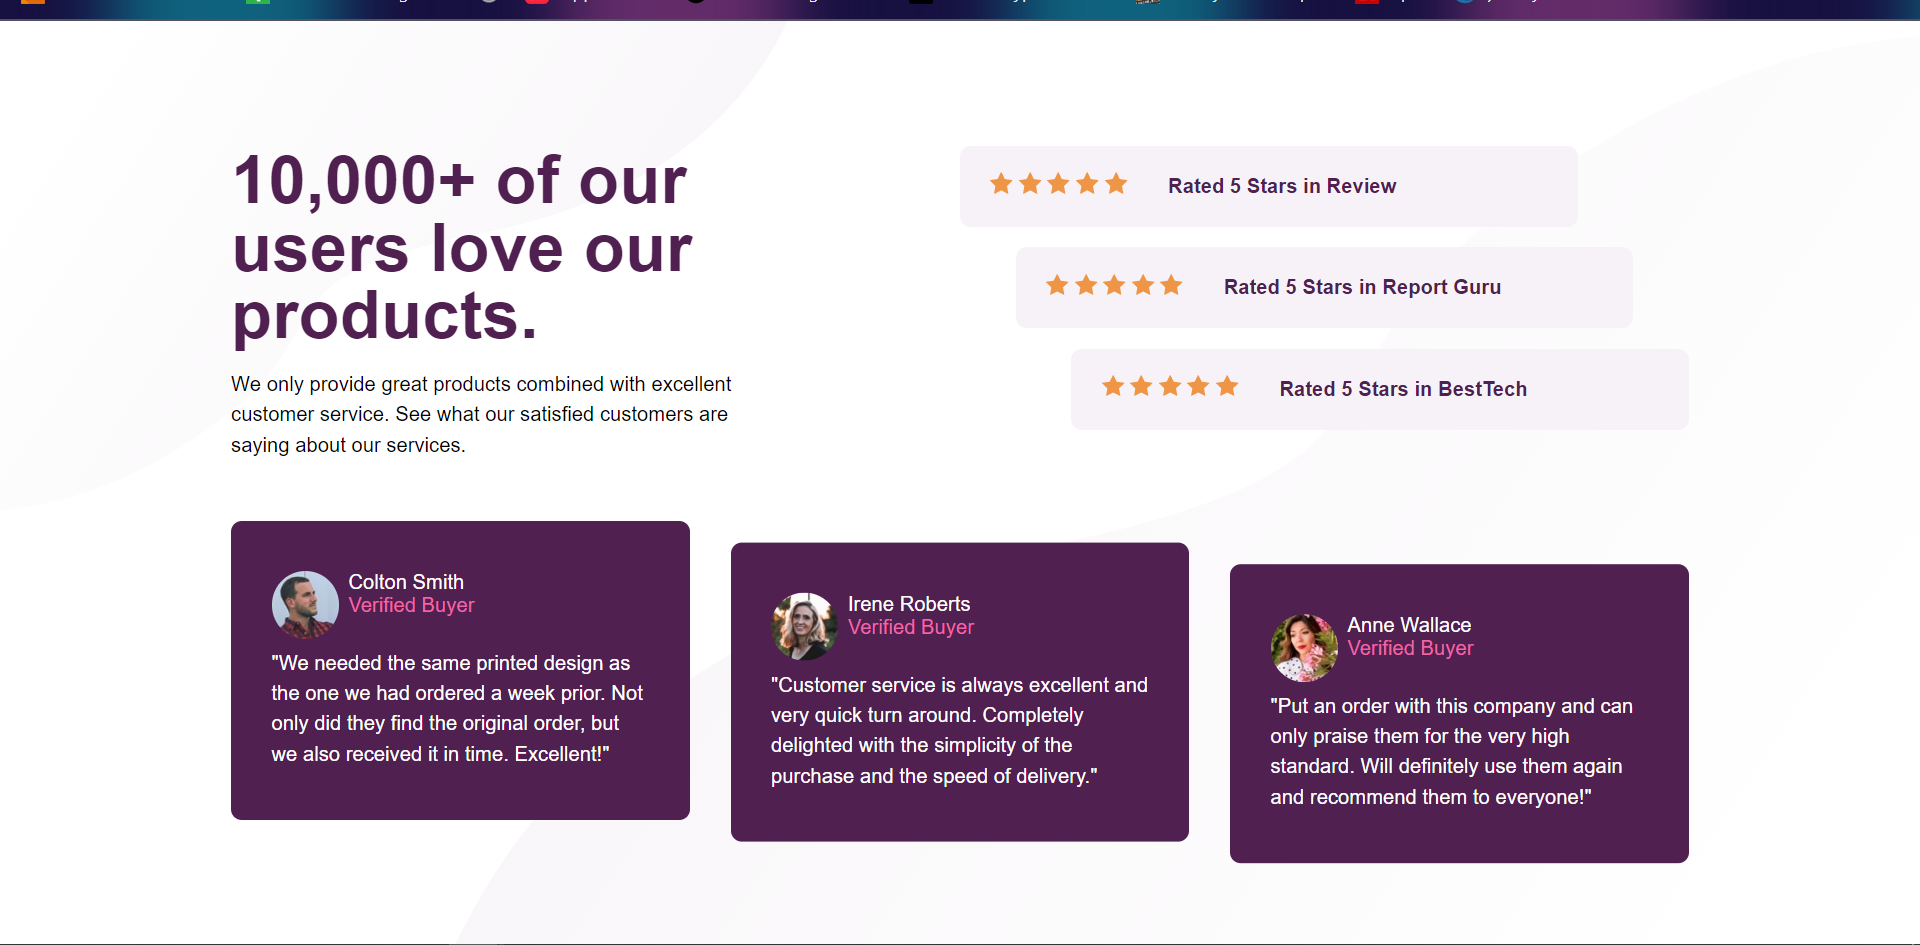 10,000+ of our
users love our
products.
We only provide great products combined with excellent
customer service. See what our satisfied customers are
saying about our services.
Rated 5 Stars in Review
Rated 5 Stars in Report Guru
Rated 5 Stars in BestTech
Colton Smith
Verified Buyer
"We needed the same printed design as
the one we had ordered a week prior. Not
only did they find the original order, but
we also received it in time. Excellent!"
Irene Roberts
Verified Buyer
"Customer service is always excellent and
very quick turn around. Completely
delighted with the simplicity of the
purchase and the speed of delivery."
Anne Wallace
Verified Buyer
"Put an order with this company and can
only praise them for the very high
standard. Will definitely use them again
and recommend them to everyone!"